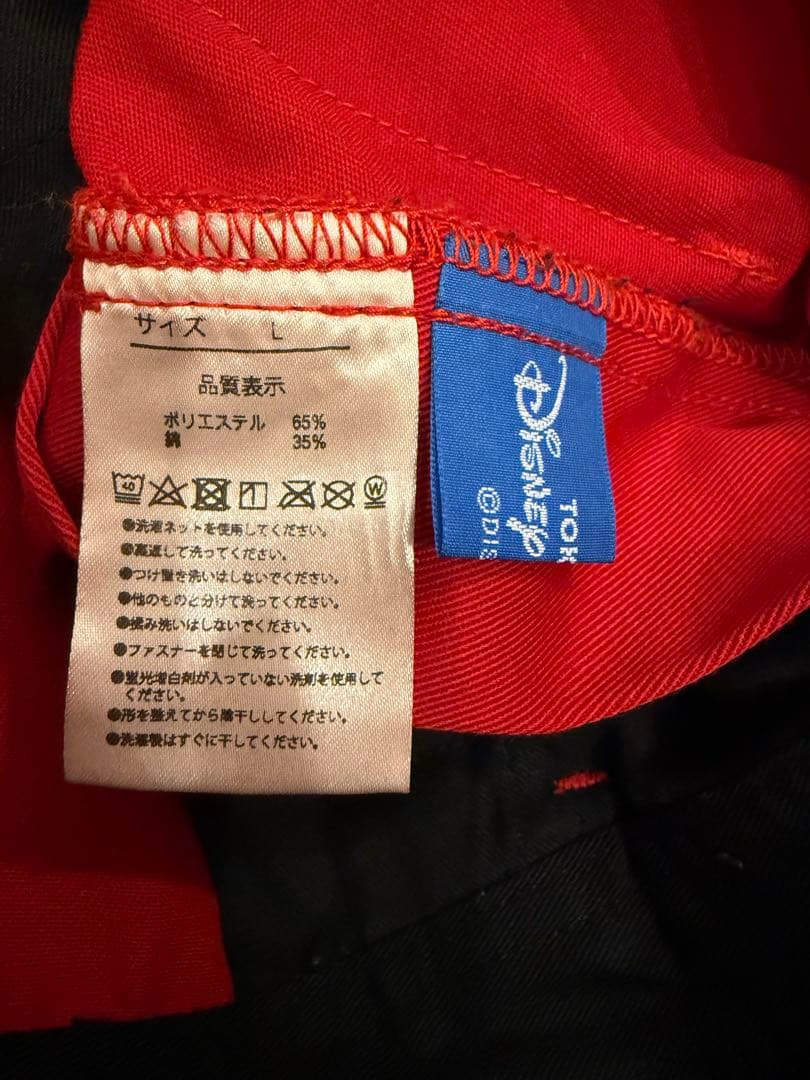 サイズ L
品質表示
ポリエステル 65%
綿 35%
40
W
●洗濯ネットを使用してください。
●裏返して洗ってください。
●つけ置き洗いはしないでください。
●他のものと分けて洗ってください。
●揉み洗いはしないでください。
●ファスナーを閉じて洗ってください。
●蛍光増白剤が入っていない洗剤を使用して
ください。
●形を整えてから陰干ししてください。
●洗濯後はすぐに干してください。
TOK
Disney
©DIS